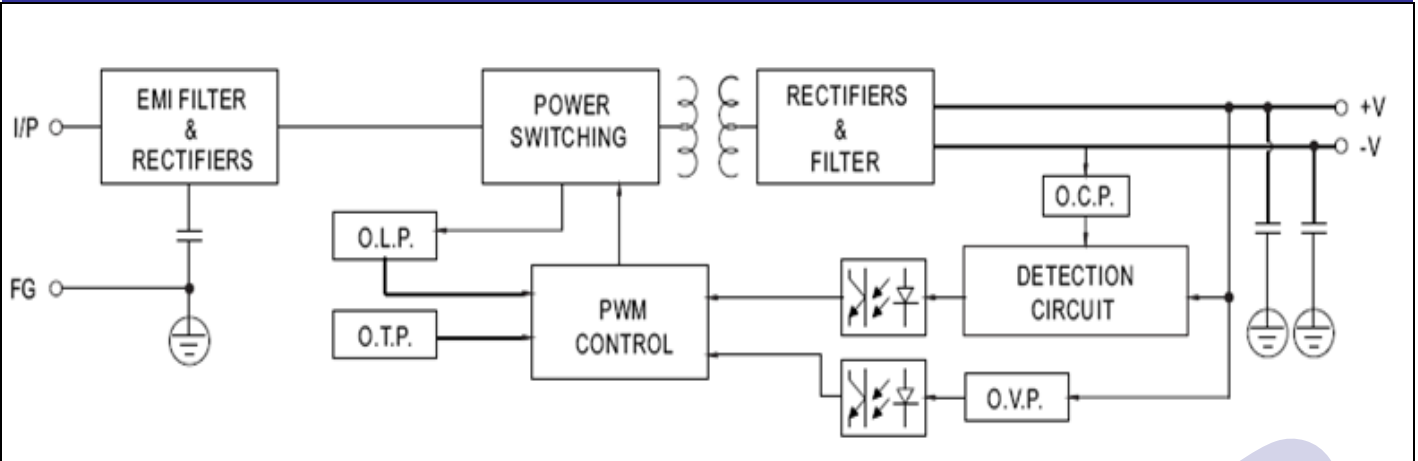 I/P
EMI FILTER
&
RECTIFIERS
POWER
SWITCHING
RECTIFIERS
&
FILTER
+V
-V
O.C.P.
O.L.P.
FG
O.T.P.
PWM
CONTROL
DETECTION
CIRCUIT
O.V.P.